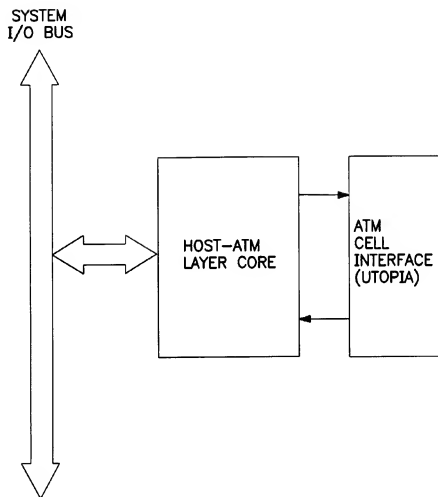 SYSTEM
I/O BUS
HOST-ATM
LAYER CORE
ATM
CELL
INTERFACE
(UTOPIA)